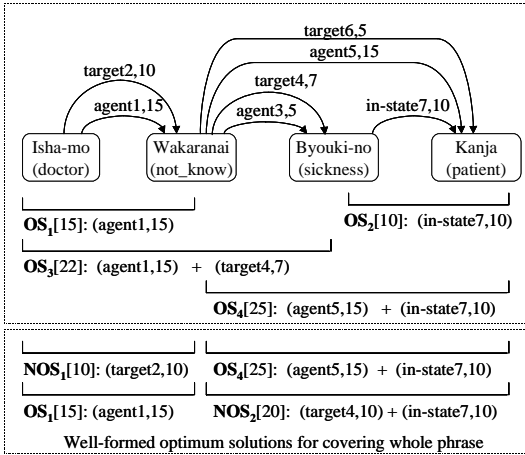 target6,5
agent5,15
target2,10
target4,7
agent1,15
agent3,5
in-state7,10
Isha-mo
(doctor)
Wakaranai
(not_know)
Byouki-no
(sickness)
Kanja
(patient)
OS1[15]: (agent1,15)
OS2[10]: (in-state7,10)
OS3[22]: (agent1,15) + (target4,7)
OS4[25]: (agent5,15) + (in-state7,10)
NOS1[10]: (target2,10)
OS4[25]: (agent5,15) + (in-state7,10)
OS1[15]: (agent1,15)
NOS2[20]: (target4,10) + (in-state7,10)
Well-formed optimum solutions for covering whole phrase